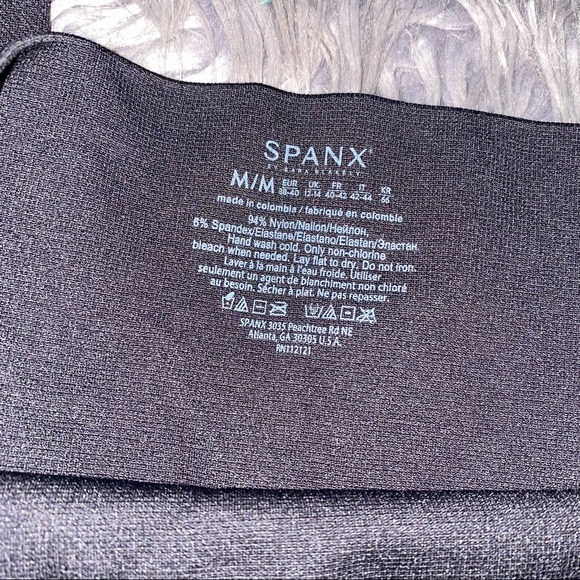 SPANX®
BY SARA BLAKELY®
M/M EUR 38-40 UK 12-14 FR 40-42 IT 42-44 KR 66
made in colombia / fabriqué en colombie
94% Nylon/Nailon/Нейлон,
6% Spandex/Elastane/Elastano/Elastan/Эластан.
Hand wash cold. Only non-chlorine
bleach when needed. Lay flat to dry. Do not iron.
Laver à la main à l'eau froide. Utiliser
seulement un agent de blanchiment non chloré
au besoin. Sécher à plat. Ne pas repasser.
SPANX 3035 Peachtree Rd NE
Atlanta, GA 30305 U.S.A.
RN112121